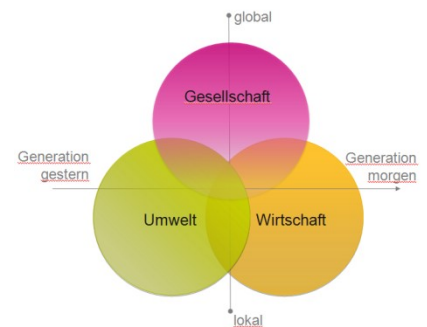 global
Gesellschaft
Generation
gestern
Generation
morgen
Umwelt
Wirtschaft
lokal